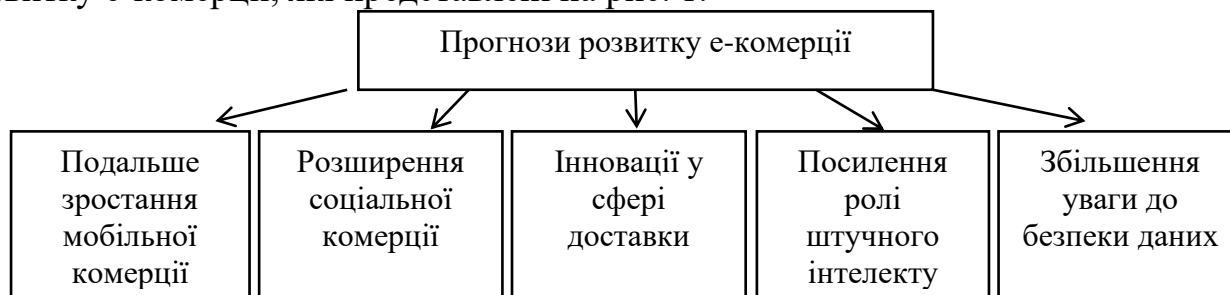 Прогнози розвитку е-комерції
Подальше
зростання
мобільної
комерції
Розширення
соціальної
комерції
Інновації у
сфері
доставки
Посилення
ролі
штучного
інтелекту
Збільшення
уваги до
безпеки даних